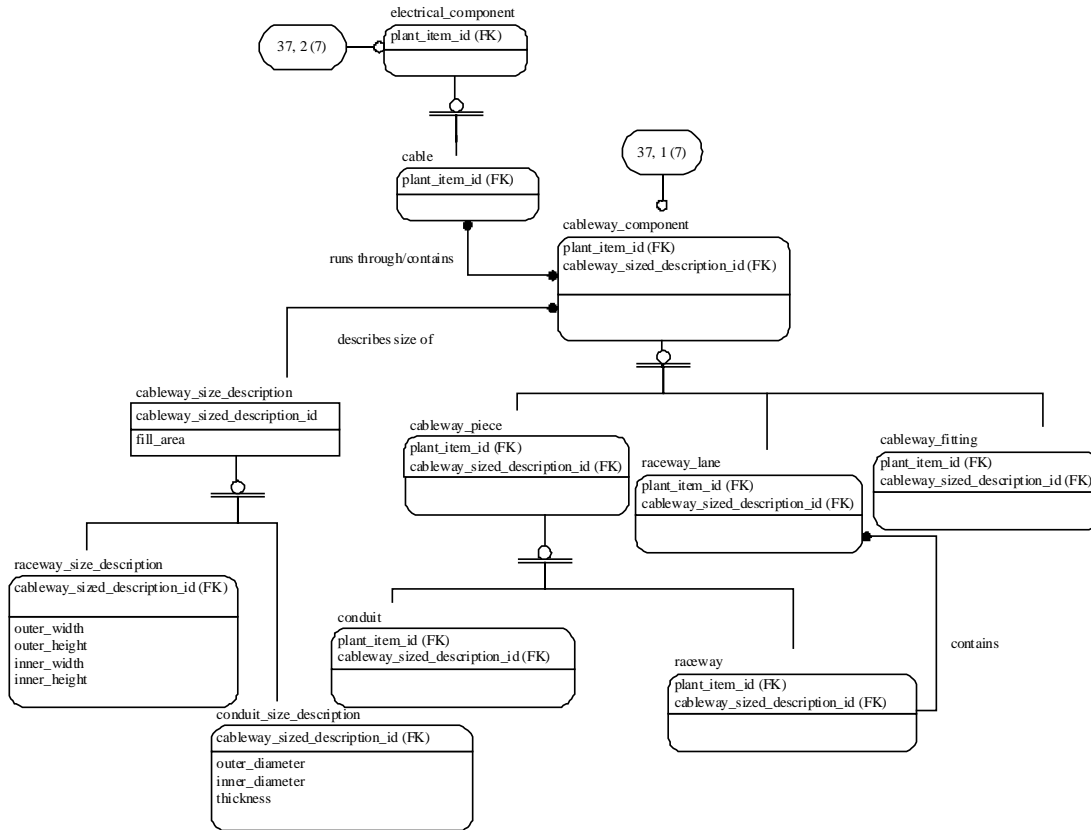 electrical_component
plant_item_id (FK)
37, 2 (7)
cable
plant_item_id (FK)
37, 1 (7)
cableway_component
plant_item_id (FK)
cableway_sized_description_id (FK)
runs through/contains
describes size of
cableway_size_description
cableway_sized_description_id
fill_area
cableway_piece
plant_item_id (FK)
cableway_sized_description_id (FK)
raceway_lane
plant_item_id (FK)
cableway_sized_description_id (FK)
cableway_fitting
plant_item_id (FK)
cableway_sized_description_id (FK)
raceway_size_description
cableway_sized_description_id (FK)
outer_width
outer_height
inner_width
inner_height
conduit
plant_item_id (FK)
cableway_sized_description_id (FK)
contains
raceway
plant_item_id (FK)
cableway_sized_description_id (FK)
conduit_size_description
cableway_sized_description_id (FK)
outer_diameter
inner_diameter
thickness